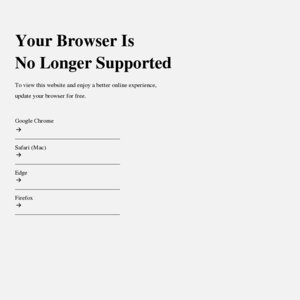 Your Browser Is
No Longer Supported
To view this website and enjoy a better online experience,
update your browser for free.
Google Chrome
→
Safari (Mac)
→
Edge
→
Firefox
→